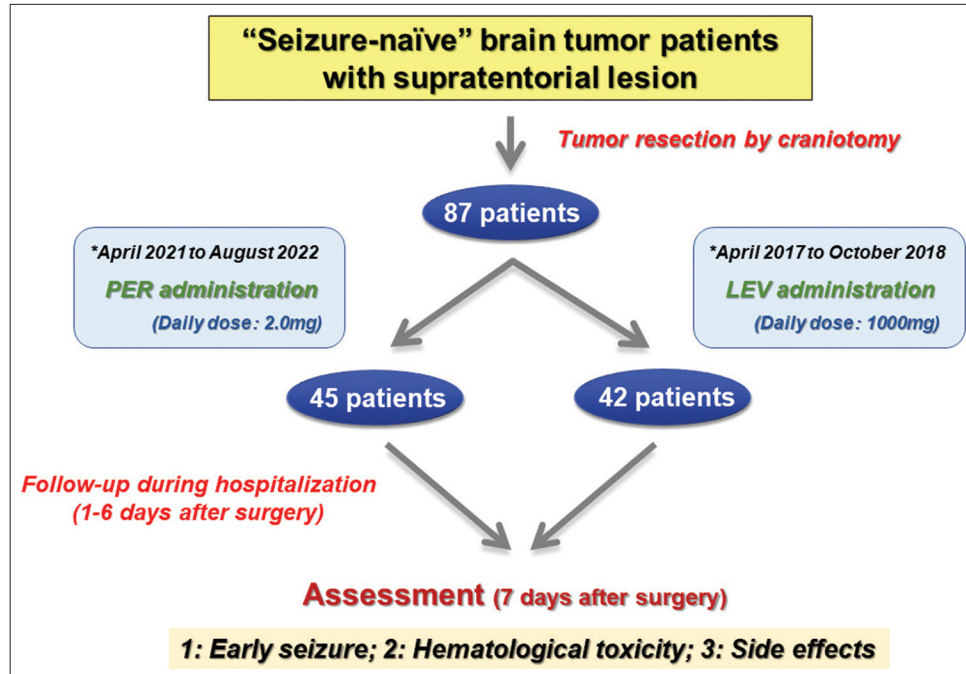 “Seizure-naïve” brain tumor patients
with supratentorial lesion
Tumor resection by craniotomy
87 patients
*April 2021 to August 2022
PER administration
(Daily dose: 2.0mg)
*April 2017 to October 2018
LEV administration
(Daily dose: 1000mg)
45 patients
42 patients
Follow-up during hospitalization
(1-6 days after surgery)
Assessment (7 days after surgery)
1: Early seizure; 2: Hematological toxicity; 3: Side effects